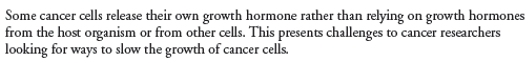 Some cancer cells release their own growth hormone rather than relying on growth hormones
from the host organism or from other cells. This presents challenges to cancer researchers
looking for ways to slow the growth of cancer cells.